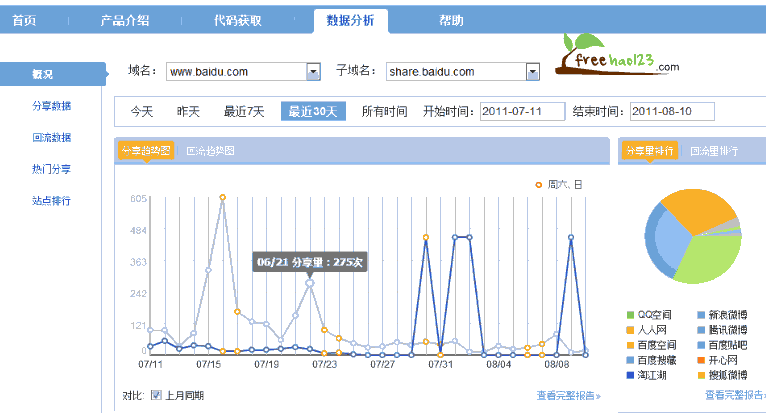 首页 产品介绍 代码获取 数据分析 帮助
freehao123.com
概况
分享数据
回流数据
热门分享
站点排行
域名： www.baidu.com 子域名： share.baidu.com
今天 昨天 最近7天 最近30天 所有时间 开始时间：2011-07-11 结束时间：2011-08-10
分享趋势图 回流趋势图
周六、日
605
484
363
242
121
0
06/21 分享量：275次
07/11 07/15 07/19 07/23 07/27 07/31 08/04 08/08
对比： 上月同期 查看完整报告»
分享量排行 回流量排行
QQ空间 新浪微博
人人网 腾讯微博
百度空间 百度贴吧
百度搜藏 开心网
淘江湖 搜狐微博
查看完整报告»